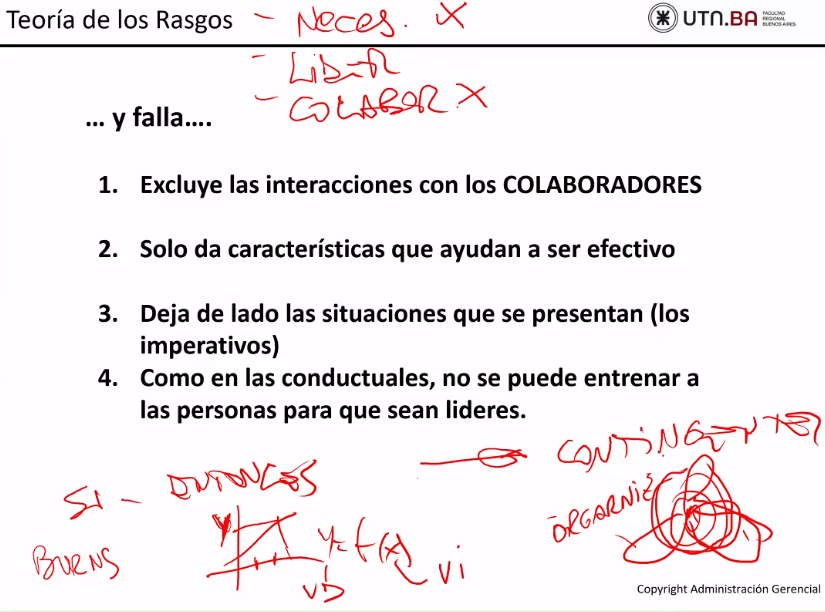 Teoría de los Rasgos - Neces. X
UTN.BA FACULTAD REGIONAL BUENOS AIRES
- LIDER
- COLABOR X
... y falla....
1. Excluye las interacciones con los COLABORADORES
2. Solo da características que ayudan a ser efectivo
3. Deja de lado las situaciones que se presentan (los
imperativos)
4. Como en las conductuales, no se puede entrenar a
las personas para que sean lideres.
CONTINGENTES
SI - ENTONCES
ORGARNIZ
BURNS
y y = f(x)
VD Vi
Copyright Administración Gerencial